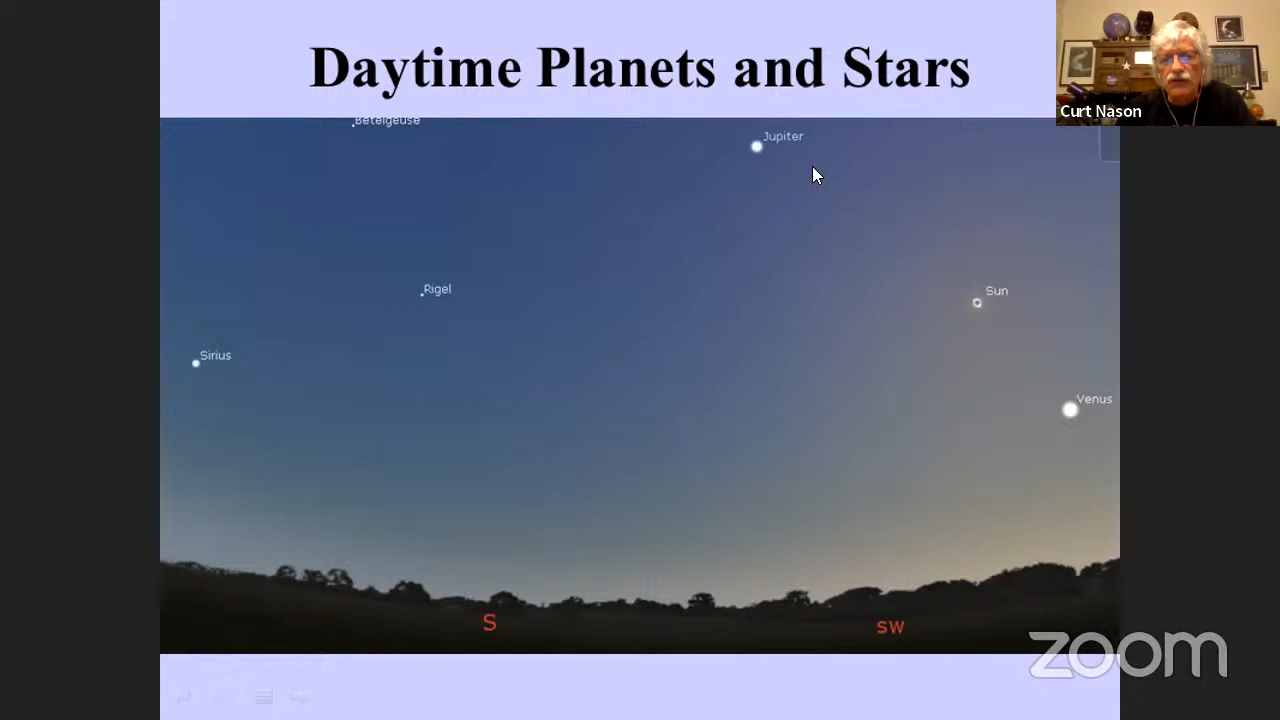 Daytime Planets and Stars
Curt Nason
Betelgeuse
Jupiter
Rigel
Sun
Sirius
Venus
S
SW
zoom